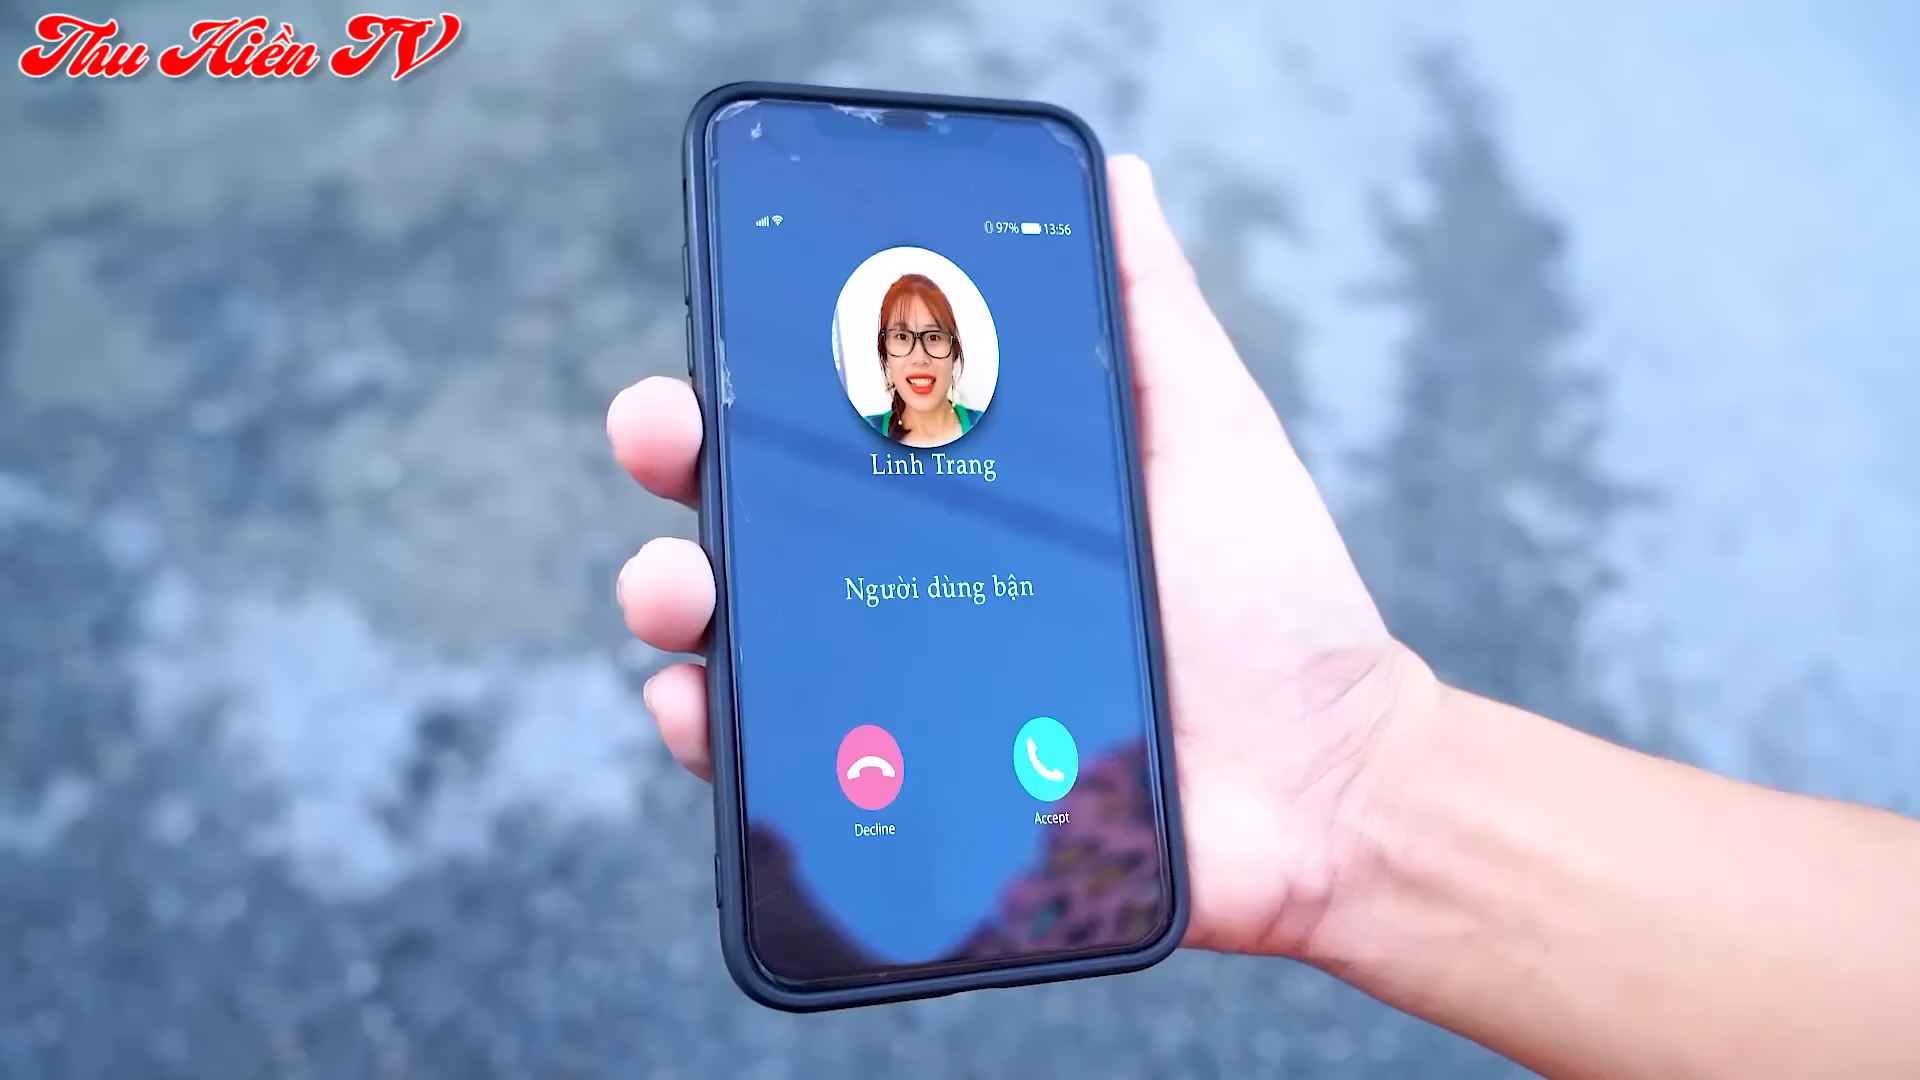 Thu Hiền TV
97% 13:56
Linh Trang
Người dùng bận
Decline
Accept